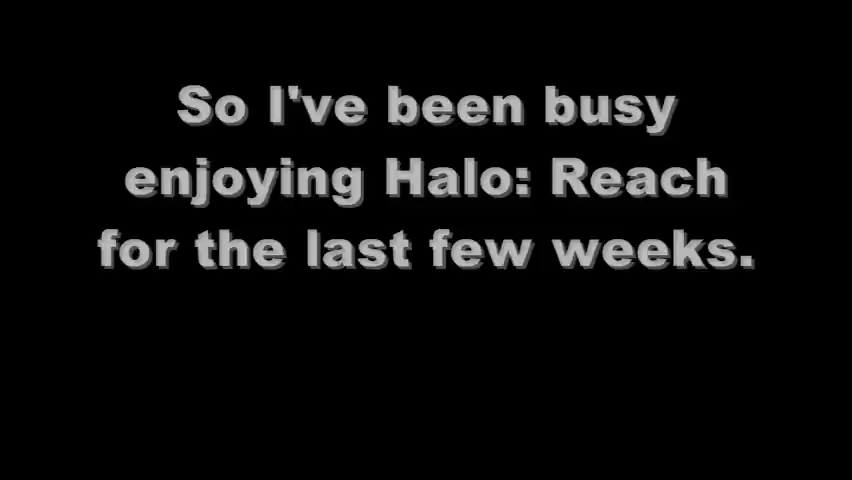 So I've been busy
enjoying Halo: Reach
for the last few weeks.